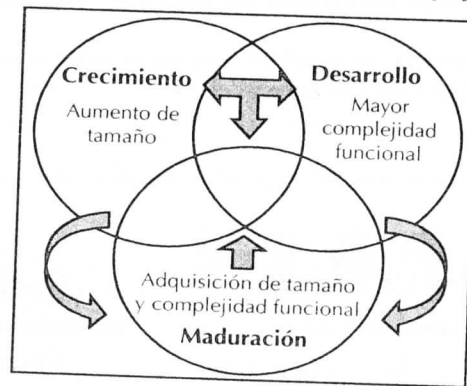 Crecimiento
Aumento de
tamaño
Desarrollo
Mayor
complejidad
funcional
Adquisición de tamaño
y complejidad funcional
Maduración